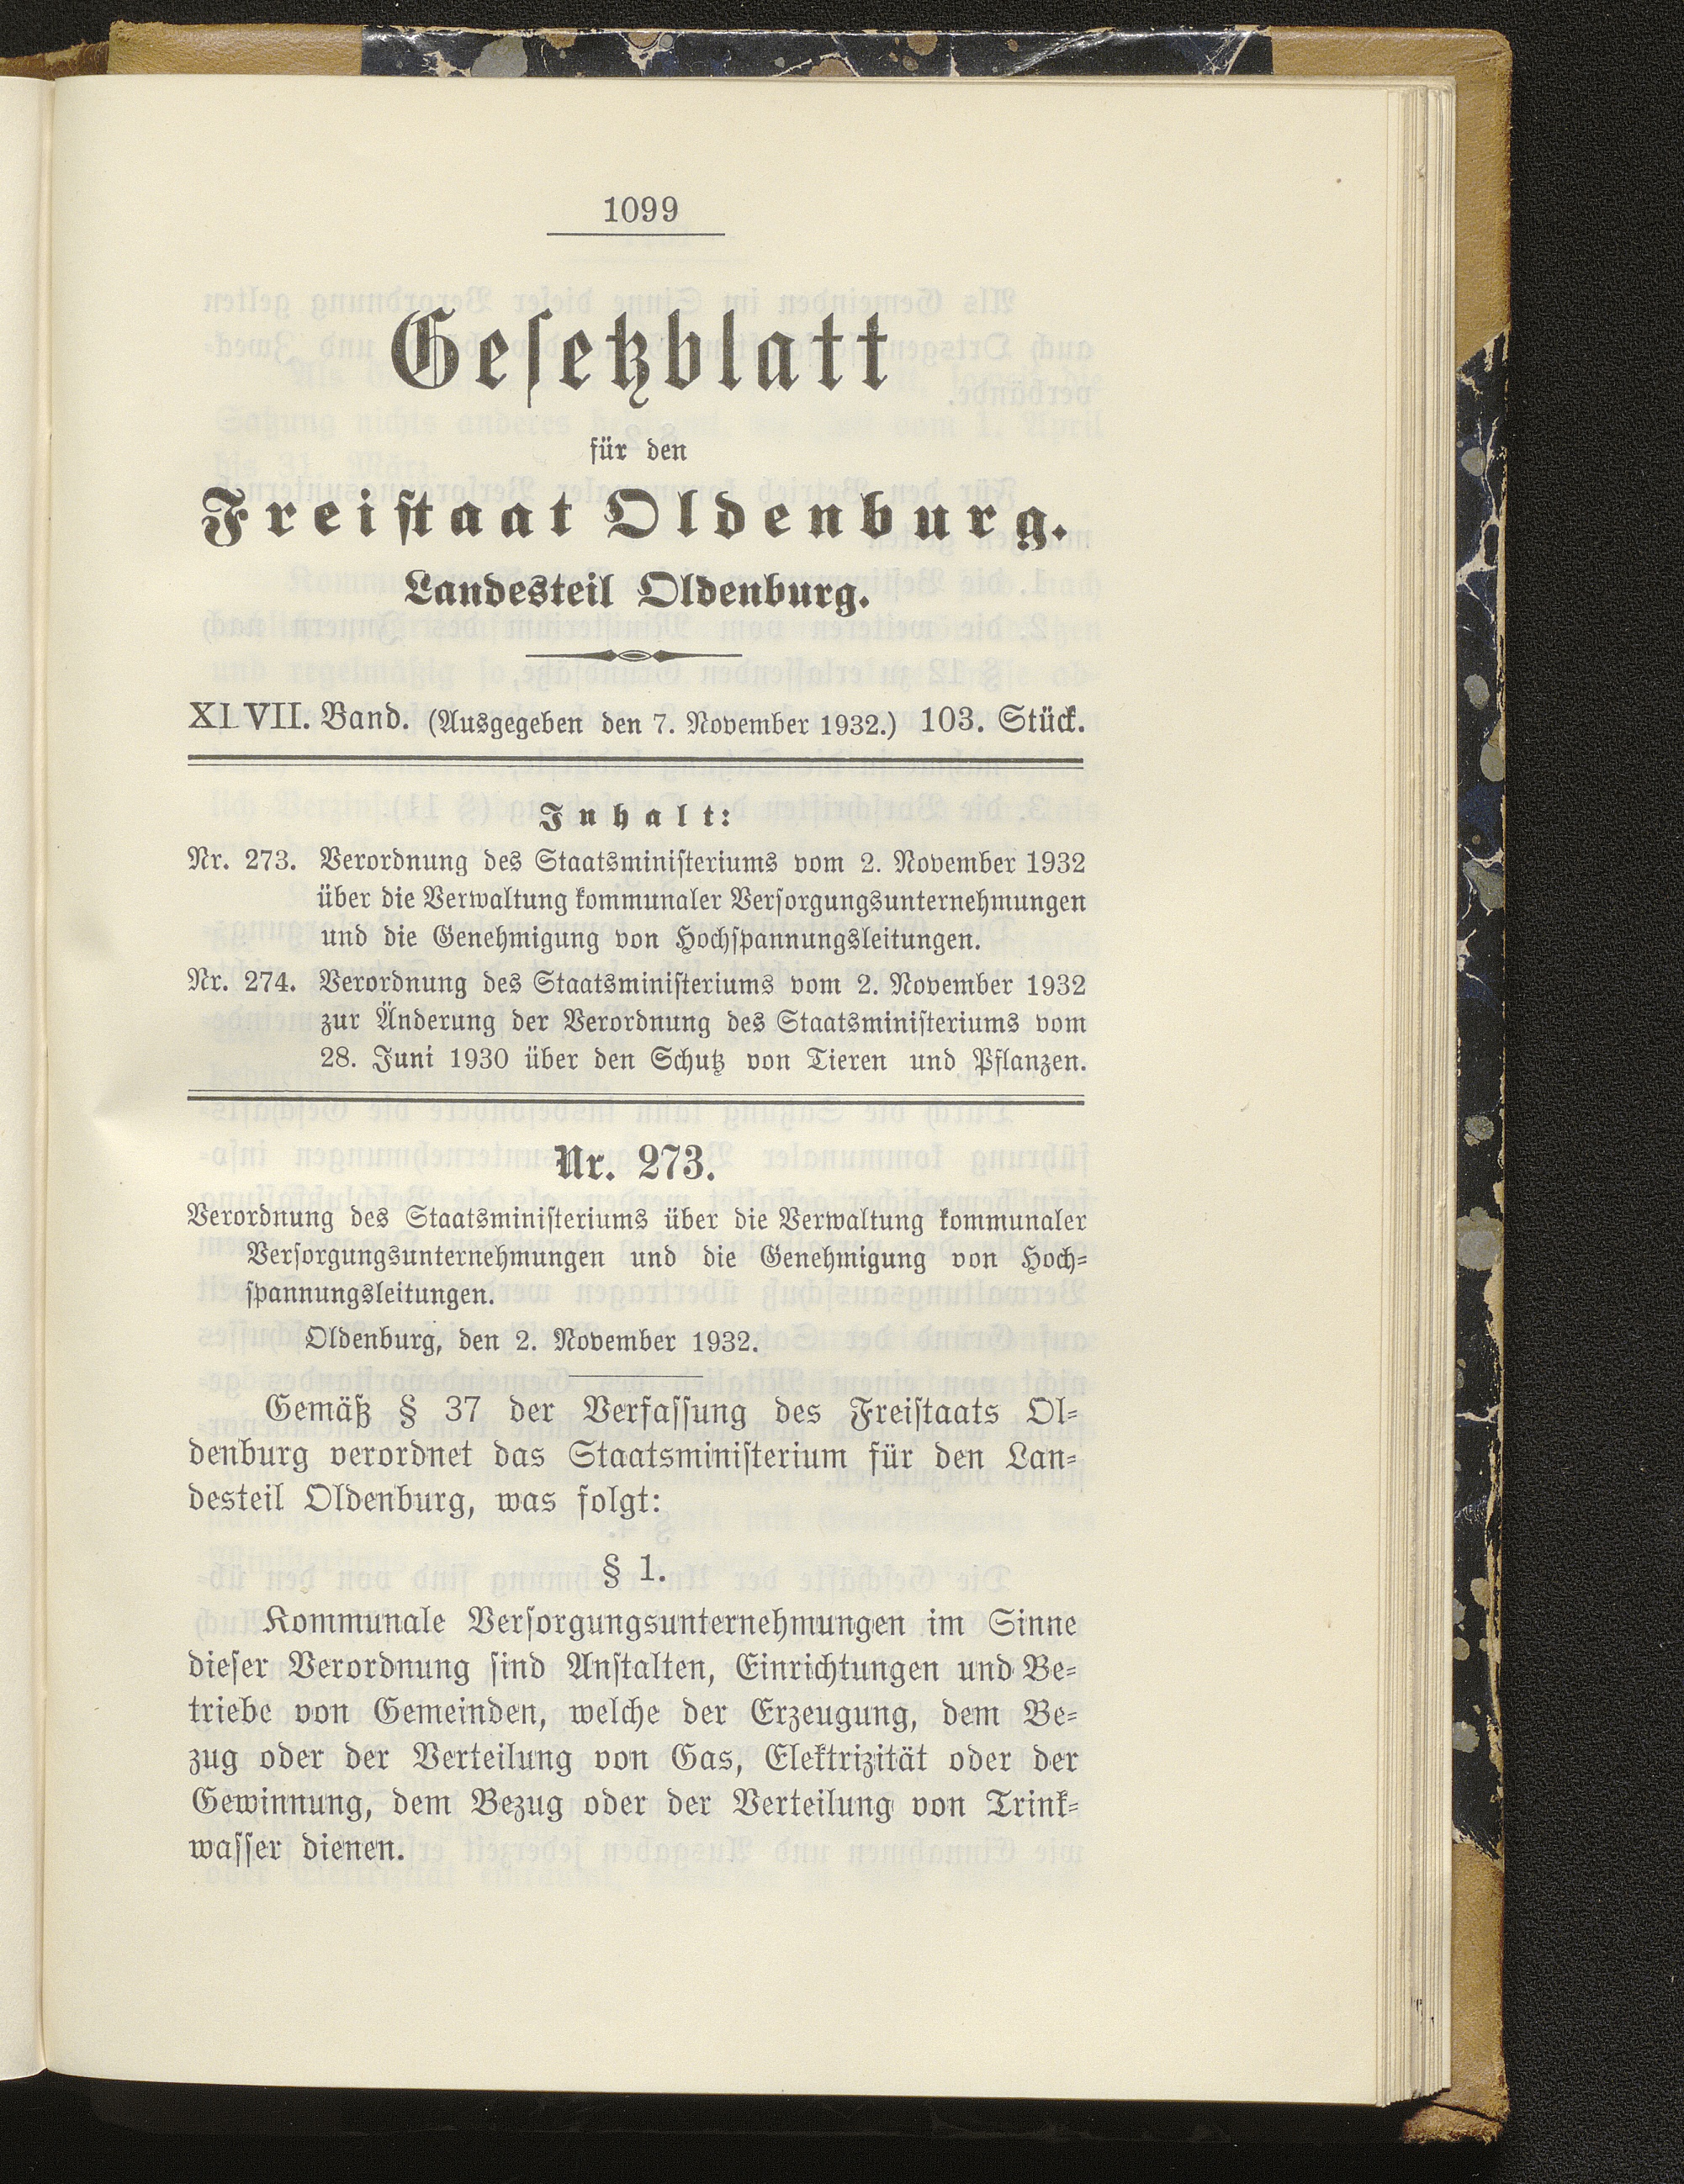 1099
Gesetzblatt
für den
Freistaat Oldenburg.
Landesteil Oldenburg.
XLVII. Band. (Ausgegeben den 7. November 1932.) 103. Stück.
Inhalt:
Nr. 273. Verordnung des Staatsministeriums vom 2. November 1932
über die Verwaltung kommunaler Versorgungsunternehmungen
und die Genehmigung von Hochspannungsleitungen.
Nr. 274. Verordnung des Staatsministeriums vom 2. November 1932
zur Änderung der Verordnung des Staatsministeriums vom
28. Juni 1930 über den Schutz von Tieren und Pflanzen.
Nr. 273.
Verordnung des Staatsministeriums über die Verwaltung kommunaler
Versorgungsunternehmungen und die Genehmigung von Hoch-
spannungsleitungen.
Oldenburg, den 2. November 1932.
Gemäß § 37 der Verfassung des Freistaats Ol-
denburg verordnet das Staatsministerium für den Lan-
desteil Oldenburg, was folgt:
§ 1.
Kommunale Versorgungsunternehmungen im Sinne
dieser Verordnung sind Anstalten, Einrichtungen und Be-
triebe von Gemeinden, welche der Erzeugung, dem Be-
zug oder der Verteilung von Gas, Elektrizität oder der
Gewinnung, dem Bezug oder der Verteilung von Trink-
wasser dienen.